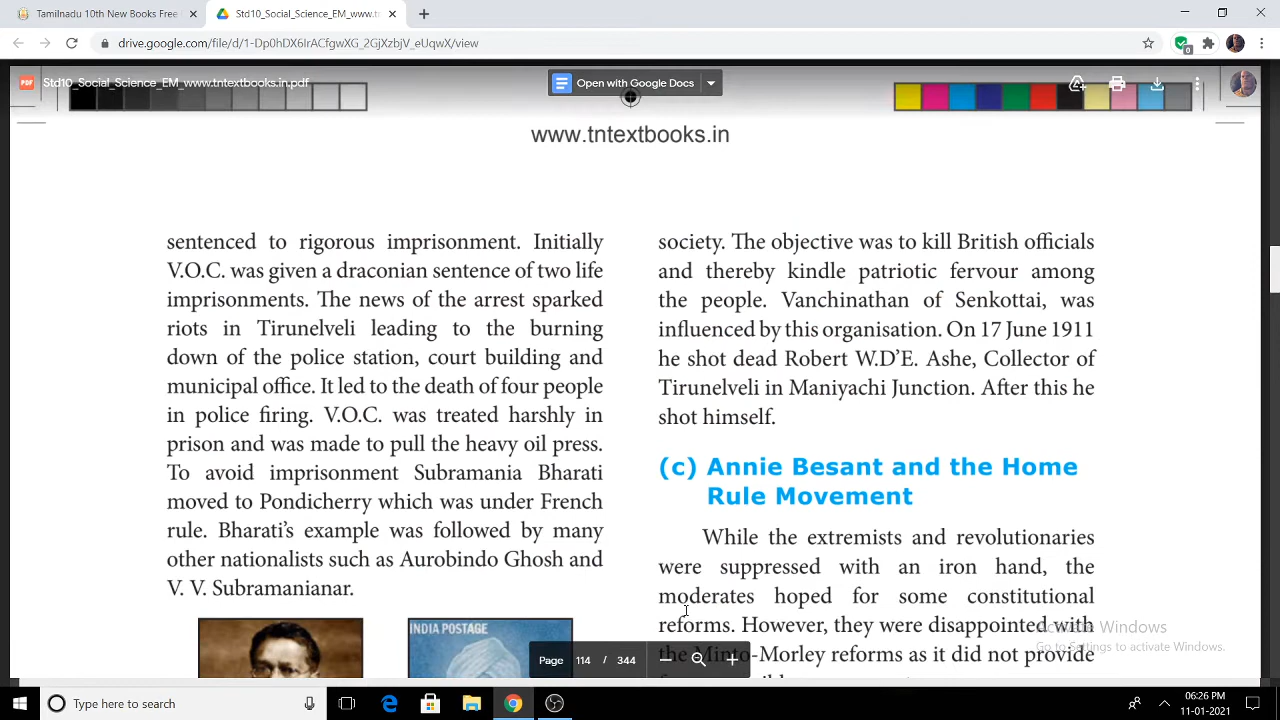 Tamilnadu 10th New Books Free
Std10_Social_Science_EM_www.tn
drive.google.com/file/d/1-Dp0hDX6IrACfgwXG_2GJXzbjV_eUqwX/view
Std10_Social_Science_EM_www.tntextbooks.in.pdf
Open with Google Docs
www.tntextbooks.in
sentenced to rigorous imprisonment. Initially
V.O.C. was given a draconian sentence of two life
imprisonments. The news of the arrest sparked
riots in Tirunelveli leading to the burning
down of the police station, court building and
municipal office. It led to the death of four people
in police firing. V.O.C. was treated harshly in
prison and was made to pull the heavy oil press.
To avoid imprisonment Subramania Bharati
moved to Pondicherry which was under French
rule. Bharati's example was followed by many
other nationalists such as Aurobindo Ghosh and
V. V. Subramanianar.
INDIA POSTAGE
society. The objective was to kill British officials
and thereby kindle patriotic fervour among
the people. Vanchinathan of Senkottai, was
influenced by this organisation. On 17 June 1911
he shot dead Robert W.D'E. Ashe, Collector of
Tirunelveli in Maniyachi Junction. After this he
shot himself.
(c) Annie Besant and the Home
Rule Movement
While the extremists and revolutionaries
were suppressed with an iron hand, the
moderates hoped for some constitutional
reforms. However, they were disappointed with
the Minto-Morley reforms as it did not provide
Activate Windows
Go to Settings to activate Windows.
Page 114 / 344
Type here to search
06:26 PM
11-01-2021